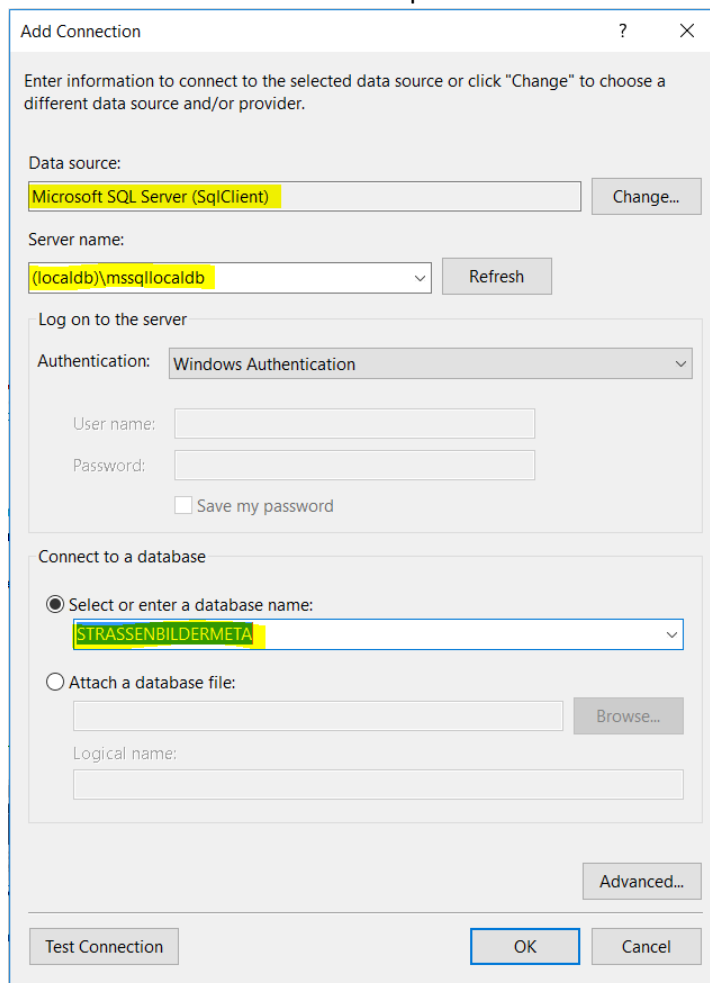 Add Connection ?
Enter information to connect to the selected data source or click "Change" to choose a
different data source and/or provider.
Data source:
Microsoft SQL Server (SqlClient) Change...
Server name:
(localdb)\mssqllocaldb Refresh
Log on to the server
Authentication: Windows Authentication
User name:
Password:
Save my password
Connect to a database
Select or enter a database name:
STRASSENBILDERMETA
Attach a database file:
Browse...
Logical name:
Advanced...
Test Connection OK Cancel